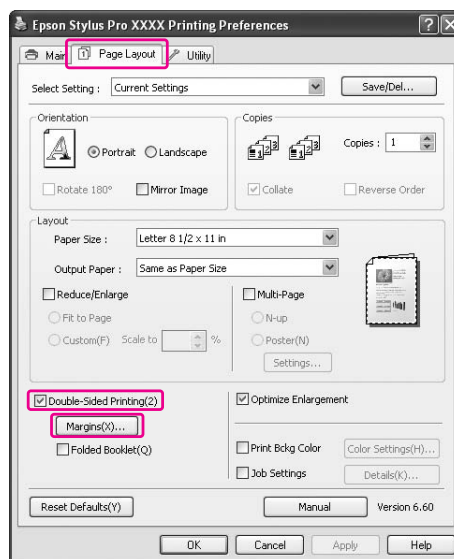 Epson Stylus Pro XXXX Printing Preferences
Main Page Layout Utility
Select Setting : Current Settings Save/Del...
Orientation
Portrait Landscape
Rotate 180° Mirror Image
Copies
Copies : 1
Collate Reverse Order
Layout
Paper Size : Letter 8 1/2 x 11 in
Output Paper : Same as Paper Size
Reduce/Enlarge
Fit to Page
Custom(F) Scale to %
Multi-Page
N-up
Poster(N)
Settings...
Double-Sided Printing(2)
Margins(X)...
Folded Booklet(Q)
Optimize Enlargement
Print Bckg Color Color Settings(H)...
Job Settings Details(K)...
Reset Defaults(Y) Manual Version 6.60
OK Cancel Apply Help